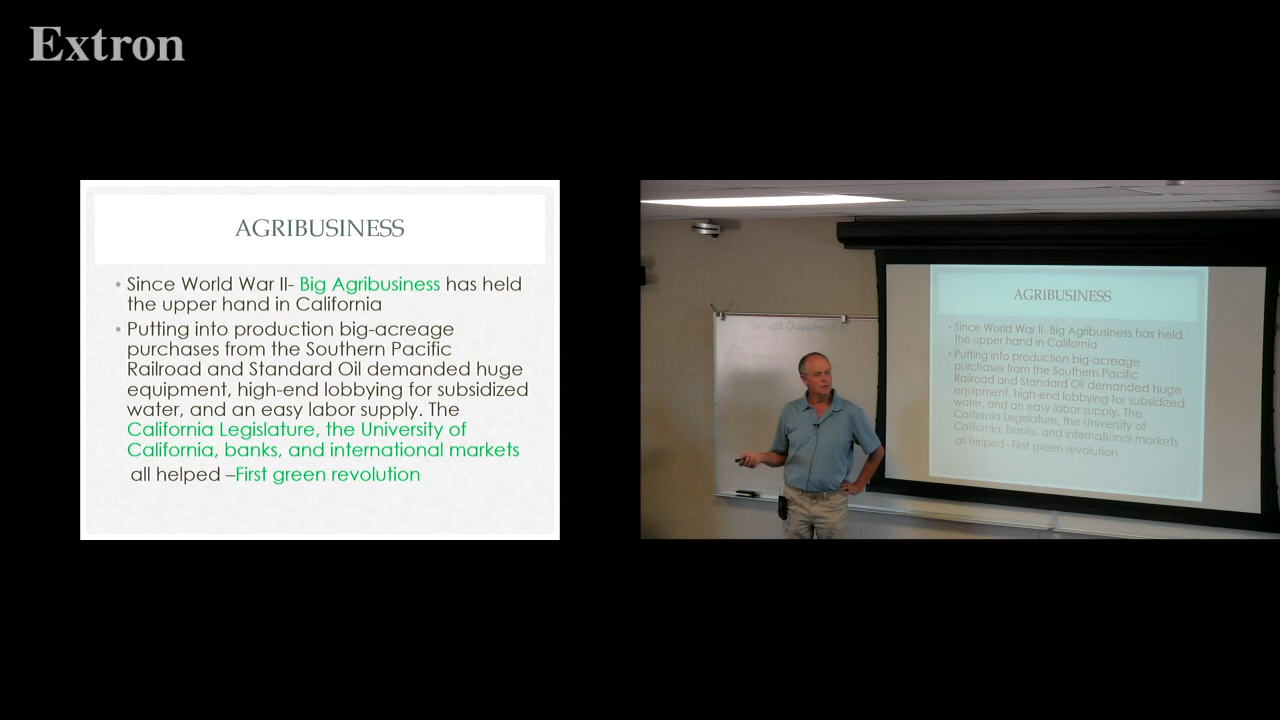 Extron
AGRIBUSINESS
• Since World War II- Big Agribusiness has held
the upper hand in California
• Putting into production big-acreage
purchases from the Southern Pacific
Railroad and Standard Oil demanded huge
equipment, high-end lobbying for subsidized
water, and an easy labor supply. The
California Legislature, the University of
California, banks, and international markets
all helped –First green revolution
AGRIBUSINESS
• Since World War II- Big Agribusiness has held
the upper hand in California
• Putting into production big-acreage
purchases from the Southern Pacific
Railroad and Standard Oil demanded huge
equipment, high-end lobbying for subsidized
water, and an easy labor supply. The
California Legislature, the University of
California, banks, and international markets
all helped –First green revolution